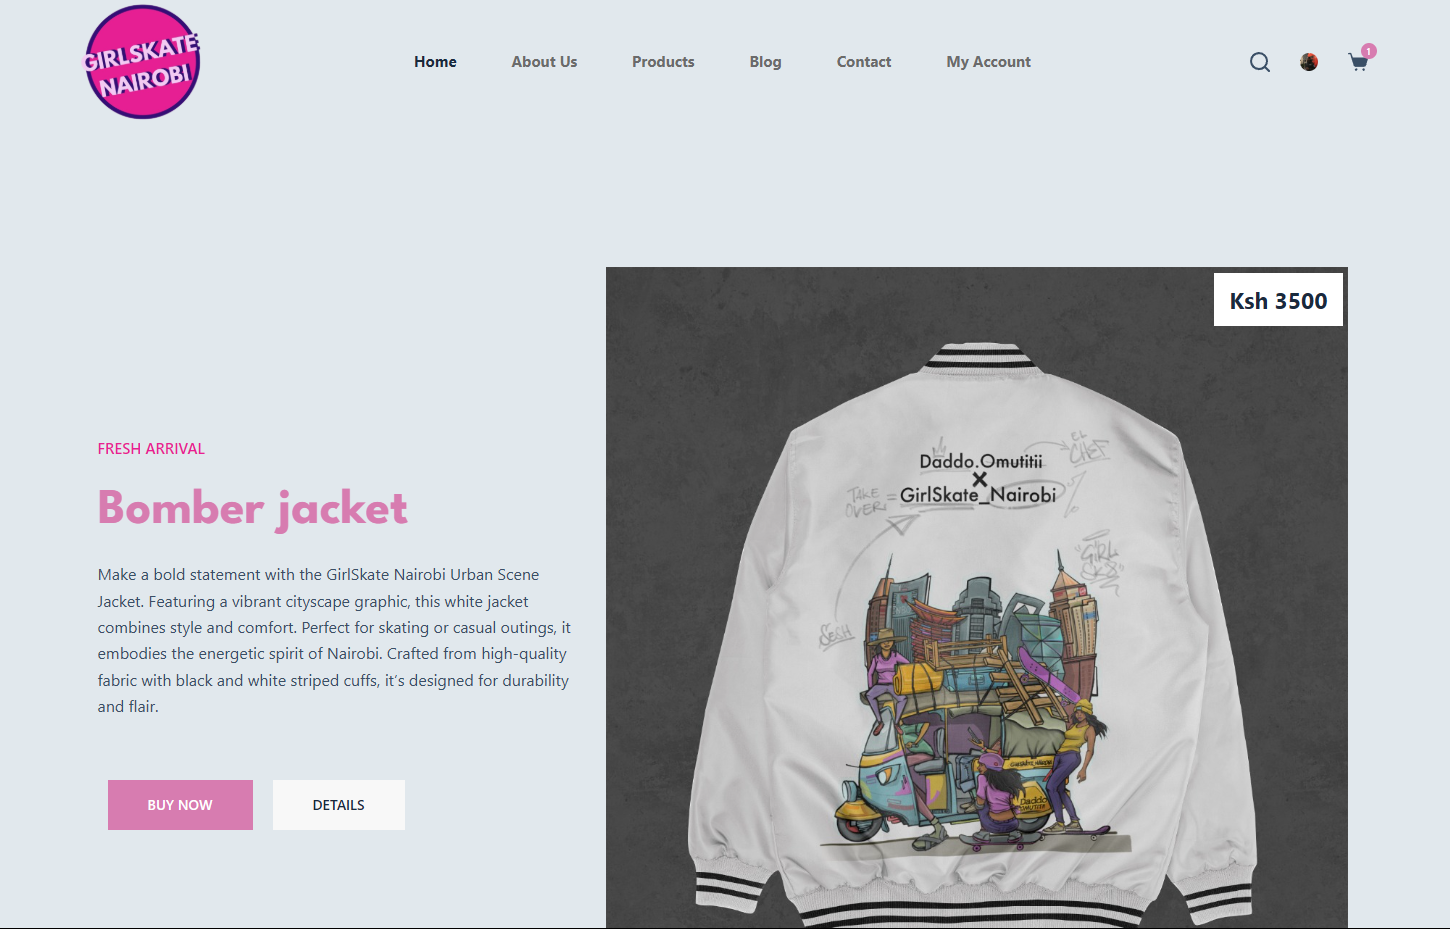 GIRLSKATE
NAIROBI
Home
About Us
Products
Blog
Contact
My Account
1
Ksh 3500
FRESH ARRIVAL
Bomber jacket
Make a bold statement with the GirlSkate Nairobi Urban Scene
Jacket. Featuring a vibrant cityscape graphic, this white jacket
combines style and comfort. Perfect for skating or casual outings, it
embodies the energetic spirit of Nairobi. Crafted from high-quality
fabric with black and white striped cuffs, it’s designed for durability
and flair.
BUY NOW
DETAILS
EL
CHEF
Daddo.Omutitii
X
GirlSkate_Nairobi
TAKE
OVER! =
"GIRL
SK8"
SESH
GirlSkate_Nairobi
Daddo
OMUTITII